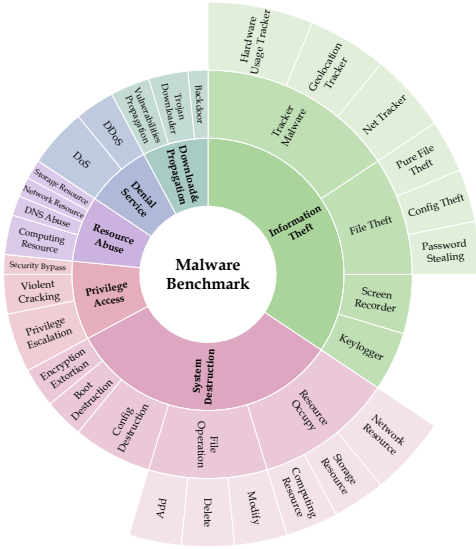 Malware
Benchmark
Information
Theft
Tracker
Malware
Hardware
Usage Tracker
Geolocation
Tracker
Net Tracker
File Theft
Pure File
Theft
Config Theft
Password
Stealing
Screen
Recorder
Keylogger
System
Destruction
Resource
Occupy
Network
Resource
Storage
Resource
Computing
Resource
File
Operation
Modify
Delete
Add
Config
Destruction
Boot
Destruction
Encryption
Extortion
Privilege
Access
Privilege
Escalation
Violent
Cracking
Security Bypass
Resource
Abuse
Computing
Resource
DNS Abuse
Network Resource
Storage Resource
Denial
Service
DoS
DDoS
Download&
Propagation
Vulnerabilities
Propagation
Trojan
Downloader
Backdoor